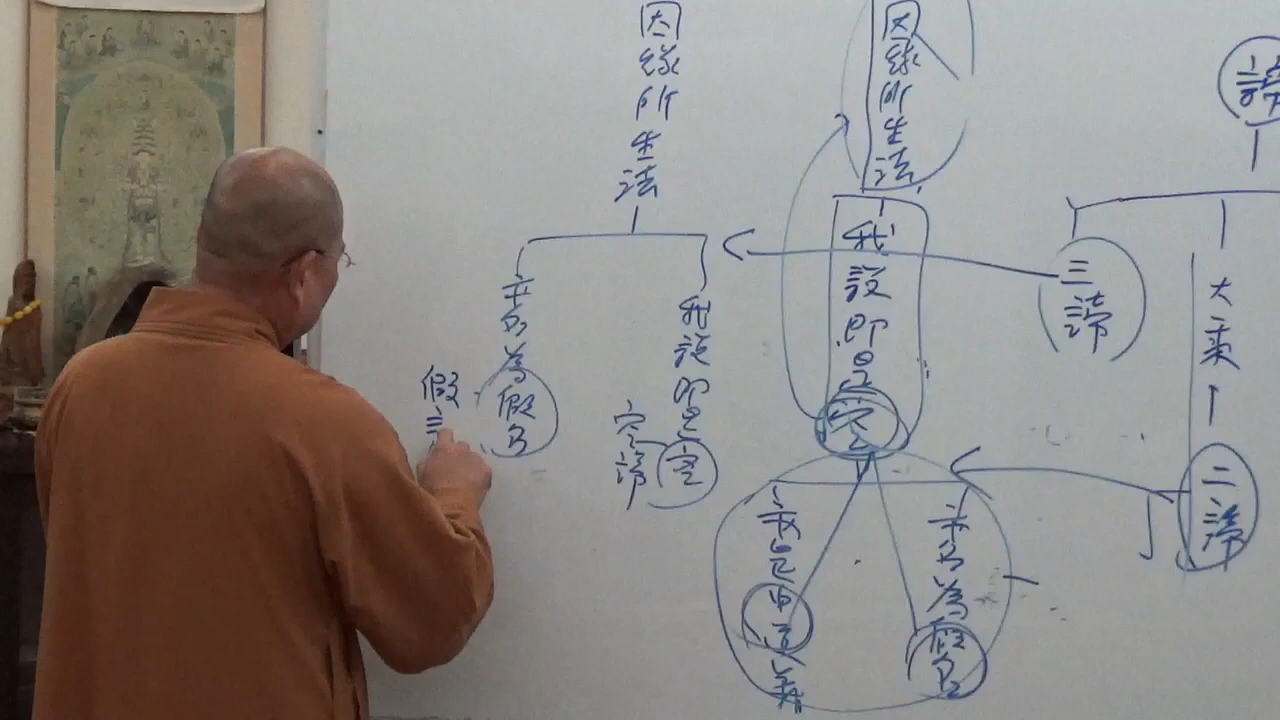 因緣所生法
我說即是空
空諦
亦名為假名
假
因緣所生法
我說即是空
亦名為假名
亦是中道義
三諦
大乘
二諦